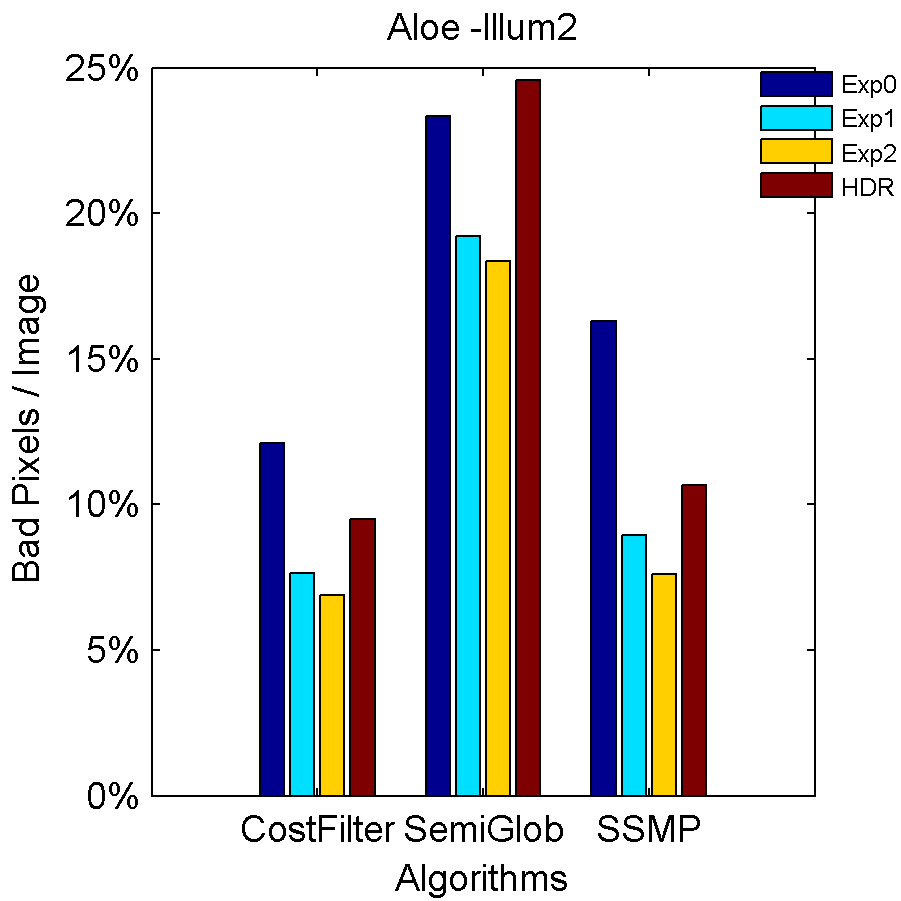 Aloe -Illum2
25%
20%
15%
10%
5%
0%
Bad Pixels / Image
Exp0
Exp1
Exp2
HDR
CostFilter SemiGlob SSMP
Algorithms